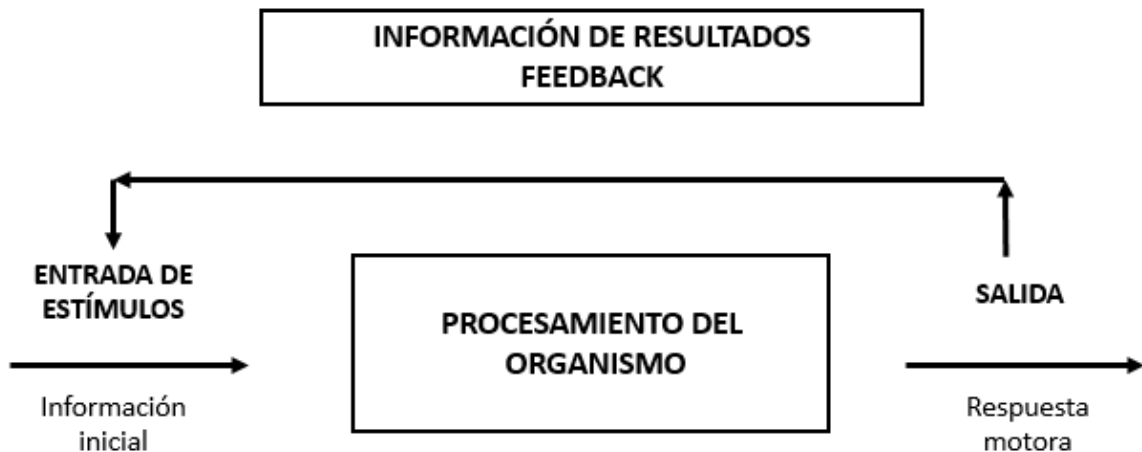 INFORMACIÓN DE RESULTADOS
FEEDBACK
ENTRADA DE
ESTÍMULOS
Información
inicial
PROCESAMIENTO DEL
ORGANISMO
SALIDA
Respuesta
motora